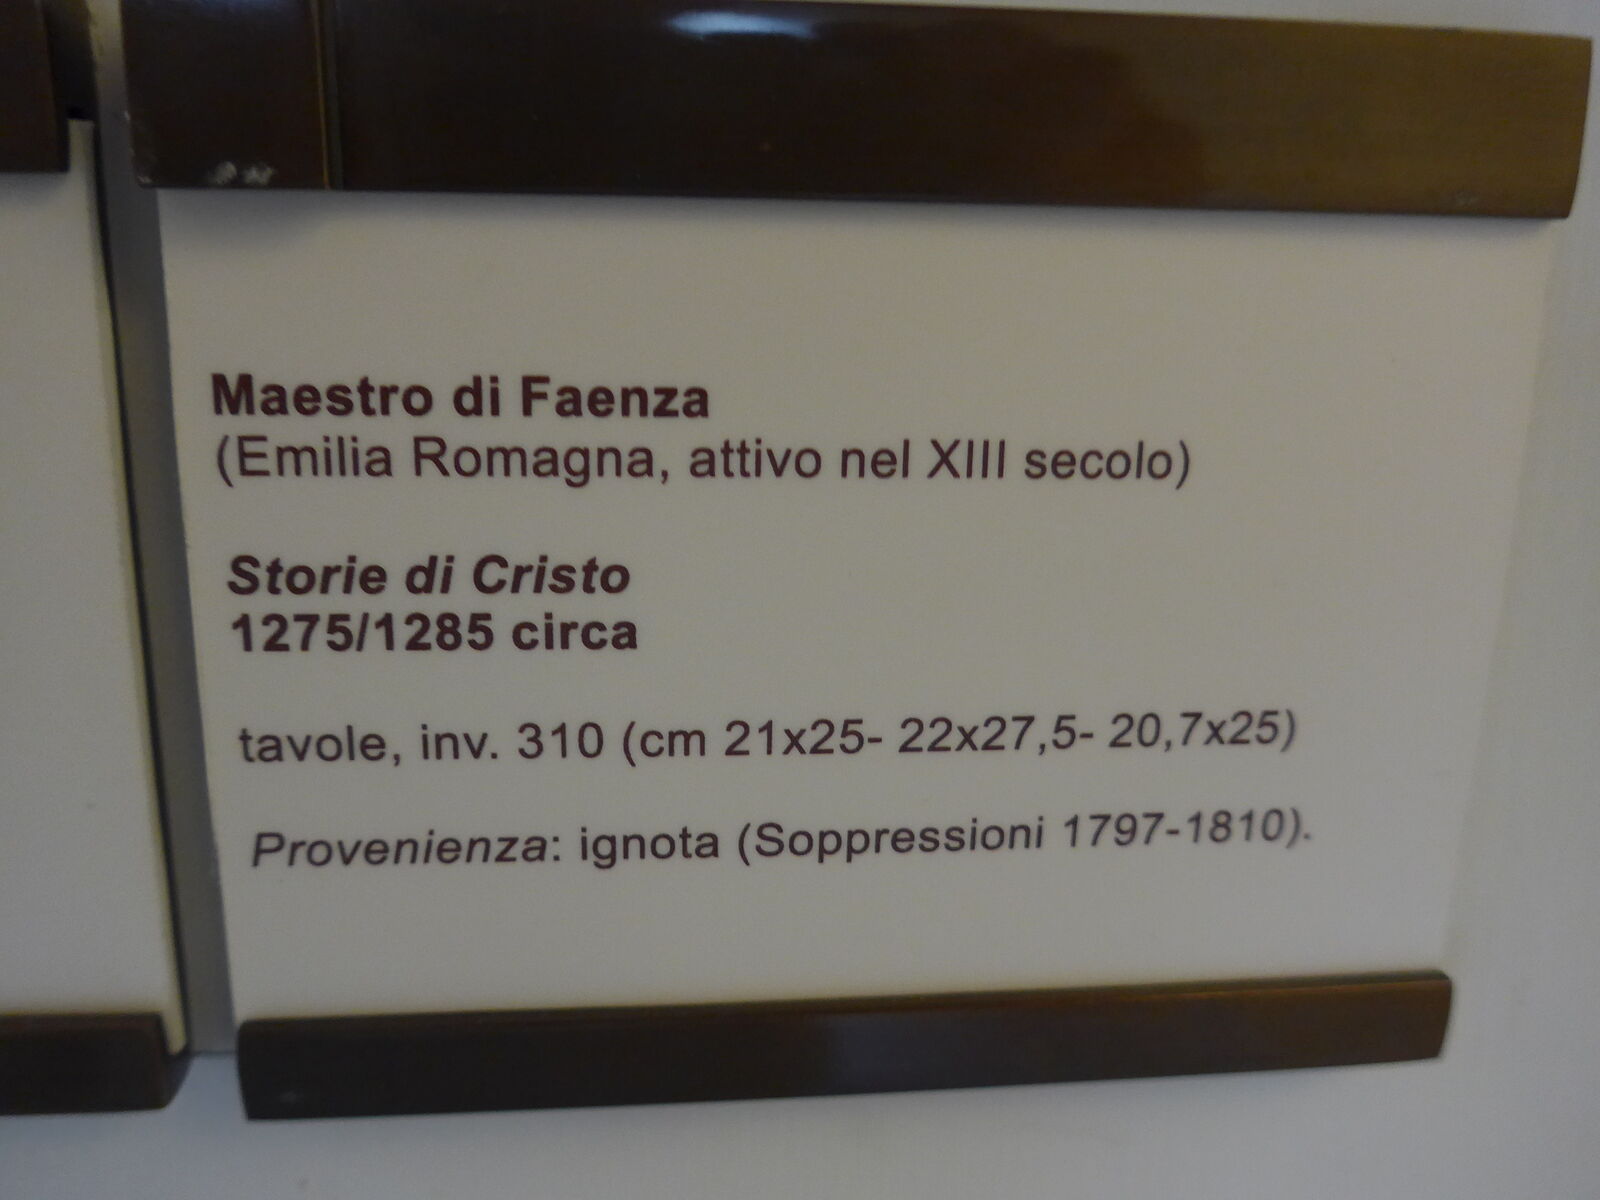 Maestro di Faenza
(Emilia Romagna, attivo nel XIII secolo)
Storie di Cristo
1275/1285 circa
tavole, inv. 310 (cm 21x25- 22x27,5- 20,7x25)
Provenienza: ignota (Soppressioni 1797-1810).